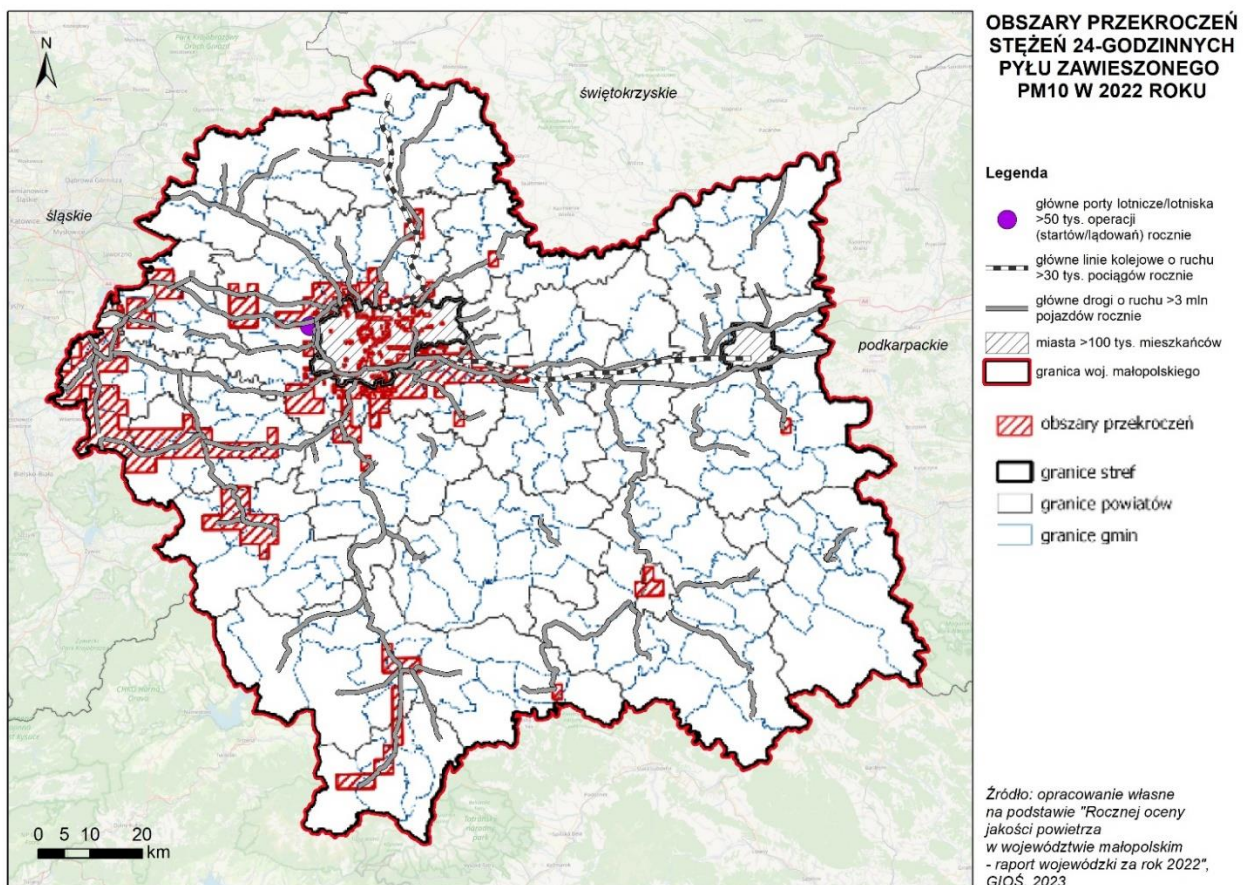 OBSZARY PRZEKROCZEŃ
STĘŻEŃ 24-GODZINNYCH
PYŁU ZAWIESZONEGO
PM10 W 2022 ROKU
N
świętokrzyskie
śląskie
podkarpackie
Legenda
główne porty lotnicze/lotniska
>50 tys. operacji
(startów/lądowań) rocznie
główne linie kolejowe o ruchu
>30 tys. pociągów rocznie
główne drogi o ruchu >3 mln
pojazdów rocznie
miasta >100 tys. mieszkańców
granica woj. małopolskiego
obszary przekroczeń
granice stref
granice powiatów
granice gmin
0 5 10 20
km
Źródło: opracowanie własne
na podstawie "Rocznej oceny
jakości powietrza
w województwie małopolskim
- raport wojewódzki za rok 2022",
GIOŚ, 2023